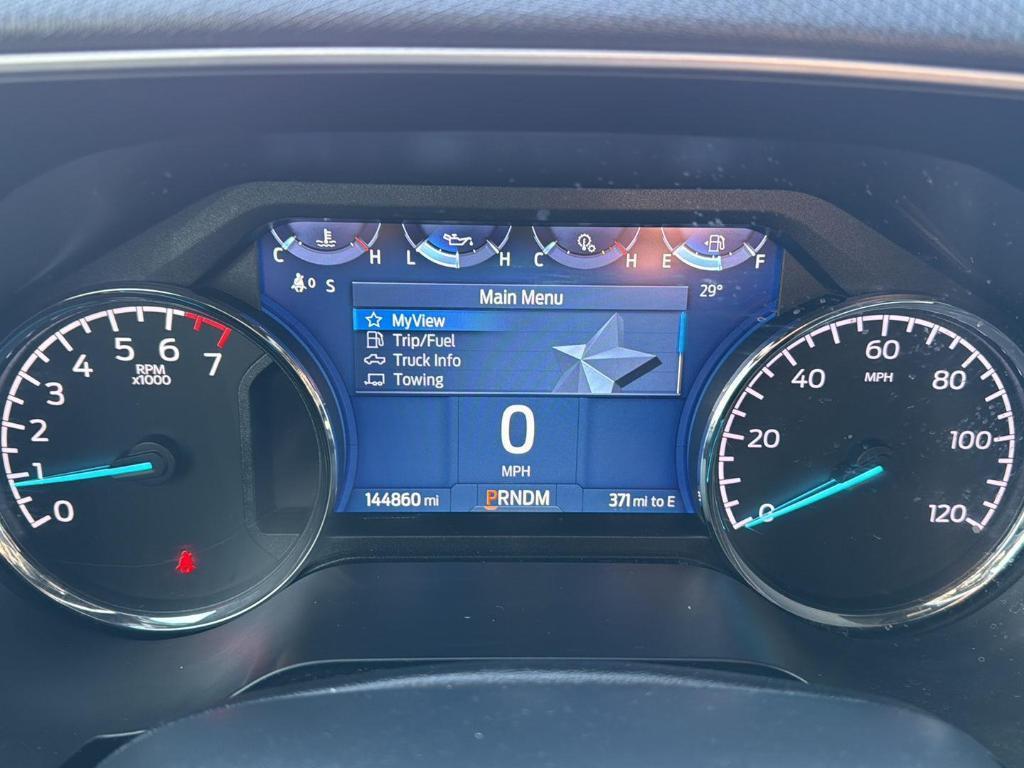 C H L H C H E F
0 S
29°
Main Menu
MyView
Trip/Fuel
Truck Info
Towing
0
MPH
144860 mi PRNDM 371 mi to E
0 1 2 3 4 5 6 7
RPM
x1000
0 20 40 60 80 100 120
MPH